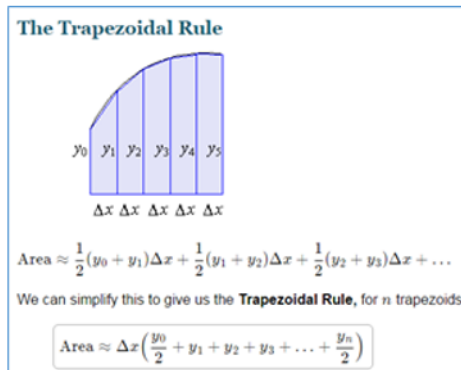 The Trapezoidal Rule
y₀ y₁ y₂ y₃ y₄ y₅
Δx Δx Δx Δx Δx
Area ≈ 1/2(y₀ + y₁)Δx + 1/2(y₁ + y₂)Δx + 1/2(y₂ + y₃)Δx + ...
We can simplify this to give us the Trapezoidal Rule, for n trapezoids
Area ≈ Δx(y₀/2 + y₁ + y₂ + y₃ + ... + yₙ/2)